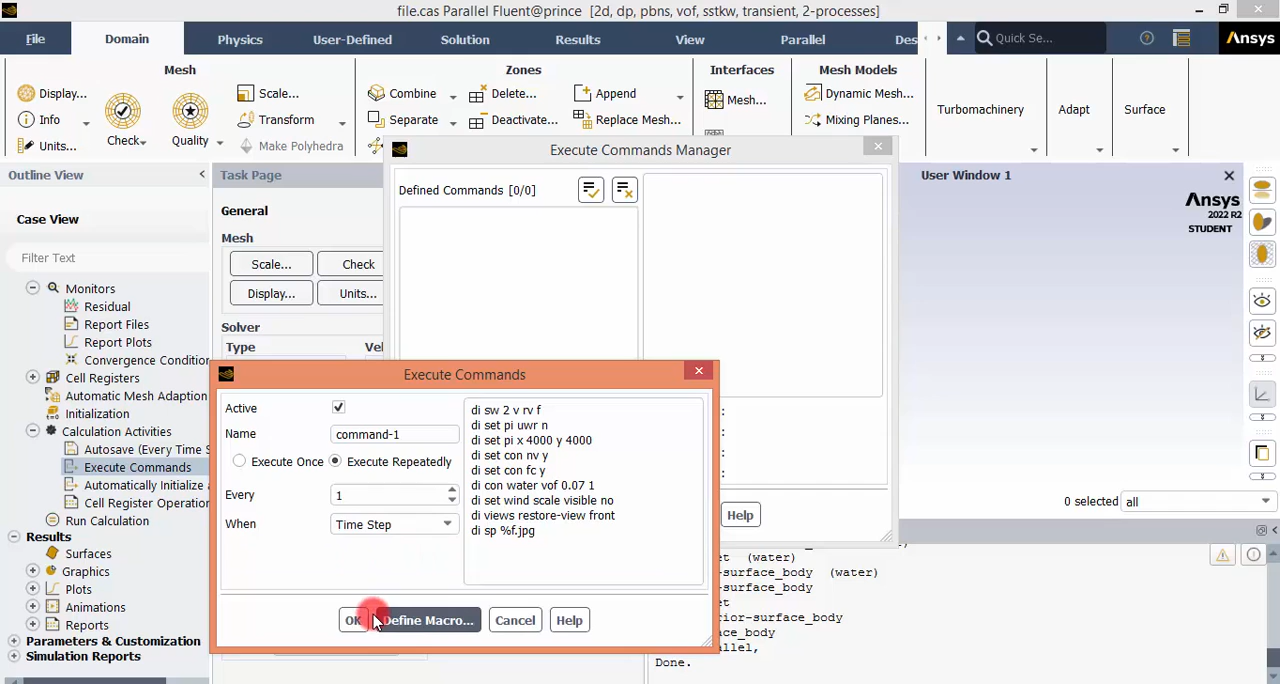 file.cas Parallel Fluent@prince [2d, dp, pbns, vof, sstkw, transient, 2-processes]
File
Domain
Physics
User-Defined
Solution
Results
View
Parallel
Des
Quick Se...
Ansys
Mesh
Display...
Info
Units...
Check
Quality
Scale...
Transform
Make Polyhedra
Zones
Combine
Separate
Delete...
Deactivate...
Append
Replace Mesh...
Interfaces
Mesh...
Mesh Models
Dynamic Mesh...
Mixing Planes...
Turbomachinery
Adapt
Surface
Outline View
Case View
Filter Text
Monitors
Residual
Report Files
Report Plots
Convergence Conditio
Cell Registers
Automatic Mesh Adaption
Initialization
Calculation Activities
Autosave (Every Time S
Execute Commands
Automatically Initialize a
Cell Register Operation
Run Calculation
Results
Surfaces
Graphics
Plots
Animations
Reports
Parameters & Customization
Simulation Reports
Task Page
General
Mesh
Scale...
Check
Display...
Units...
Solver
Type
Vel
Execute Commands Manager
Defined Commands [0/0]
:
:
:
Help
Execute Commands
Active
Name
command-1
Execute Once
Execute Repeatedly
Every
1
When
Time Step
di sw 2 v rv f
di set pi uwr n
di set pi x 4000 y 4000
di set con nv y
di set con fc y
di con water vof 0.07 1
di set wind scale visible no
di views restore-view front
di sp %f.jpg
OK
Define Macro...
Cancel
Help
User Window 1
Ansys
2022 R2
STUDENT
0 selected
all
et (water)
-surface_body (water)
-surface_body
et
erior-surface_body
ace_body
arallel,
Done.